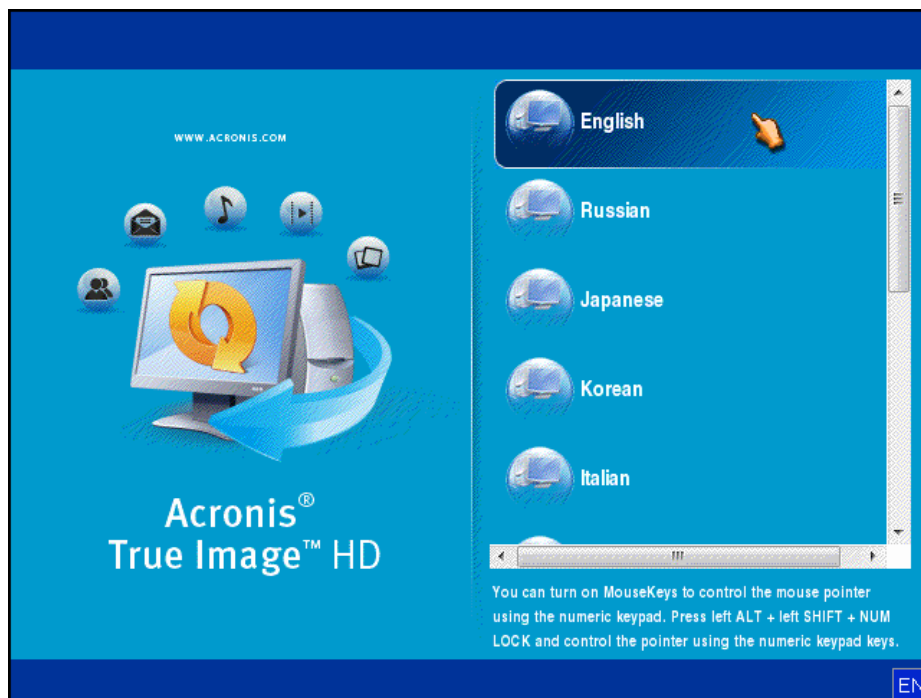 WWW.ACRONIS.COM
Acronis®
True Image™ HD
English
Russian
Japanese
Korean
Italian
You can turn on MouseKeys to control the mouse pointer
using the numeric keypad. Press left ALT + left SHIFT + NUM
LOCK and control the pointer using the numeric keypad keys.
EN